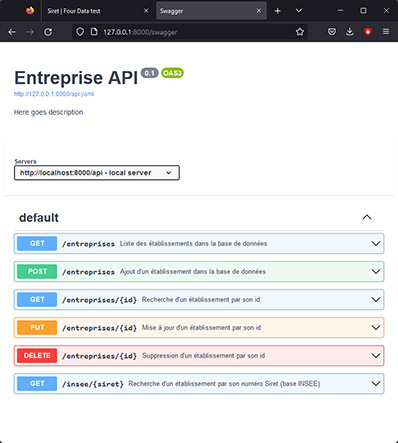 Siret | Four Data test
Swagger
127.0.0.1:8000/swagger
Entreprise API 0.1 OAS3
http://127.0.0.1:8000/api.yaml
Here goes description
Servers
http://localhost:8000/api - local server
default
GET /entreprises Liste des établissements dans la base de données
POST /entreprises Ajout d'un établissement dans la base de données
GET /entreprises/{id} Recherche d'un établissement par son id
PUT /entreprises/{id} Mise à jour d'un établissement par son id
DELETE /entreprises/{id} Suppression d'un établissement par son id
GET /insee/{siret} Recherche d'un établissement par son numéro Siret (base INSEE)